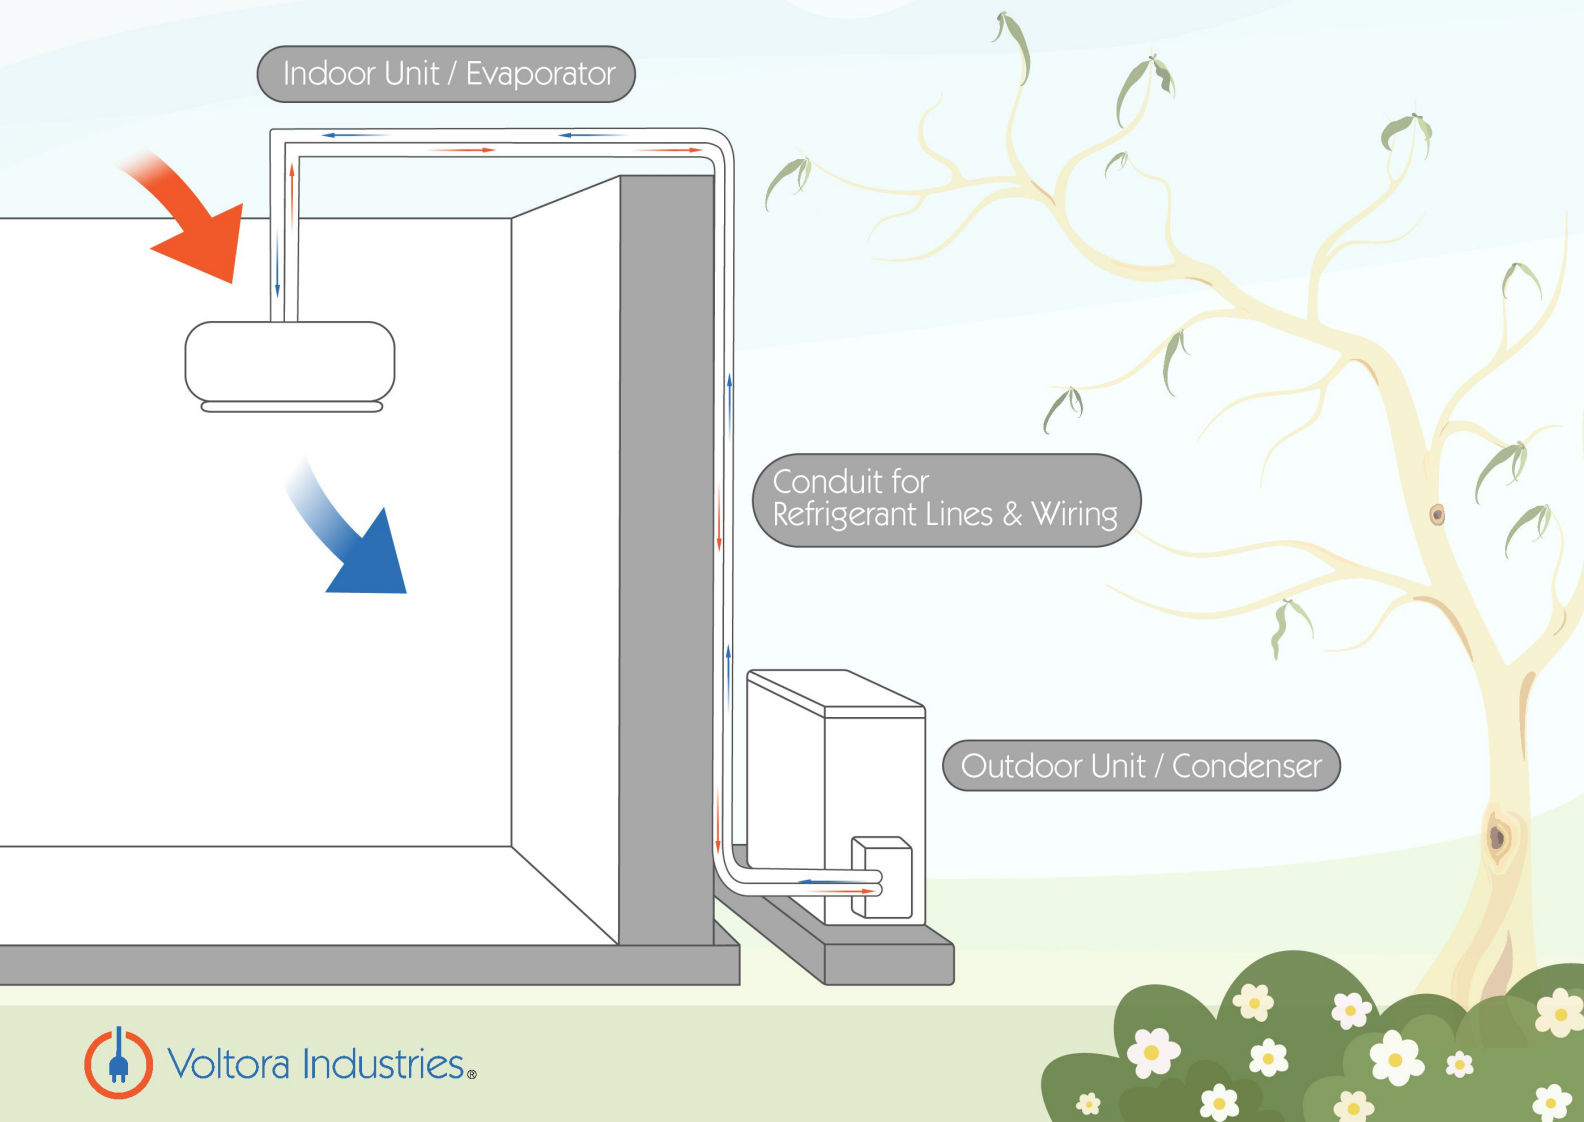 Indoor Unit / Evaporator
Conduit for
Refrigerant Lines & Wiring
Outdoor Unit / Condenser
Voltora Industries®